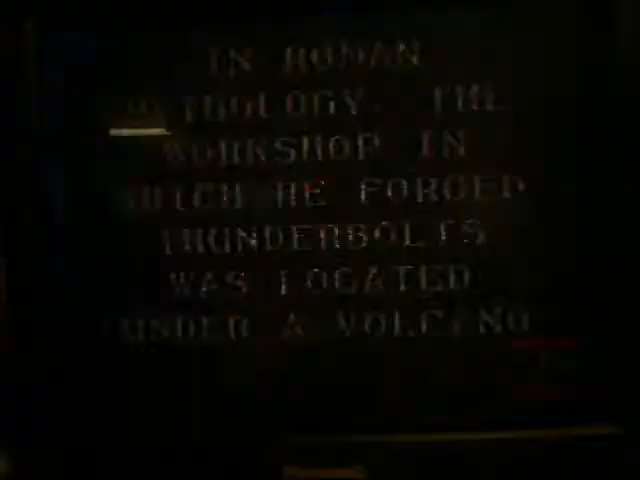 IN ROMAN
MYTHOLOGY, THE
WORKSHOP IN
WHICH HE FORGED
THUNDERBOLTS
WAS LOCATED
UNDER A VOLCANO